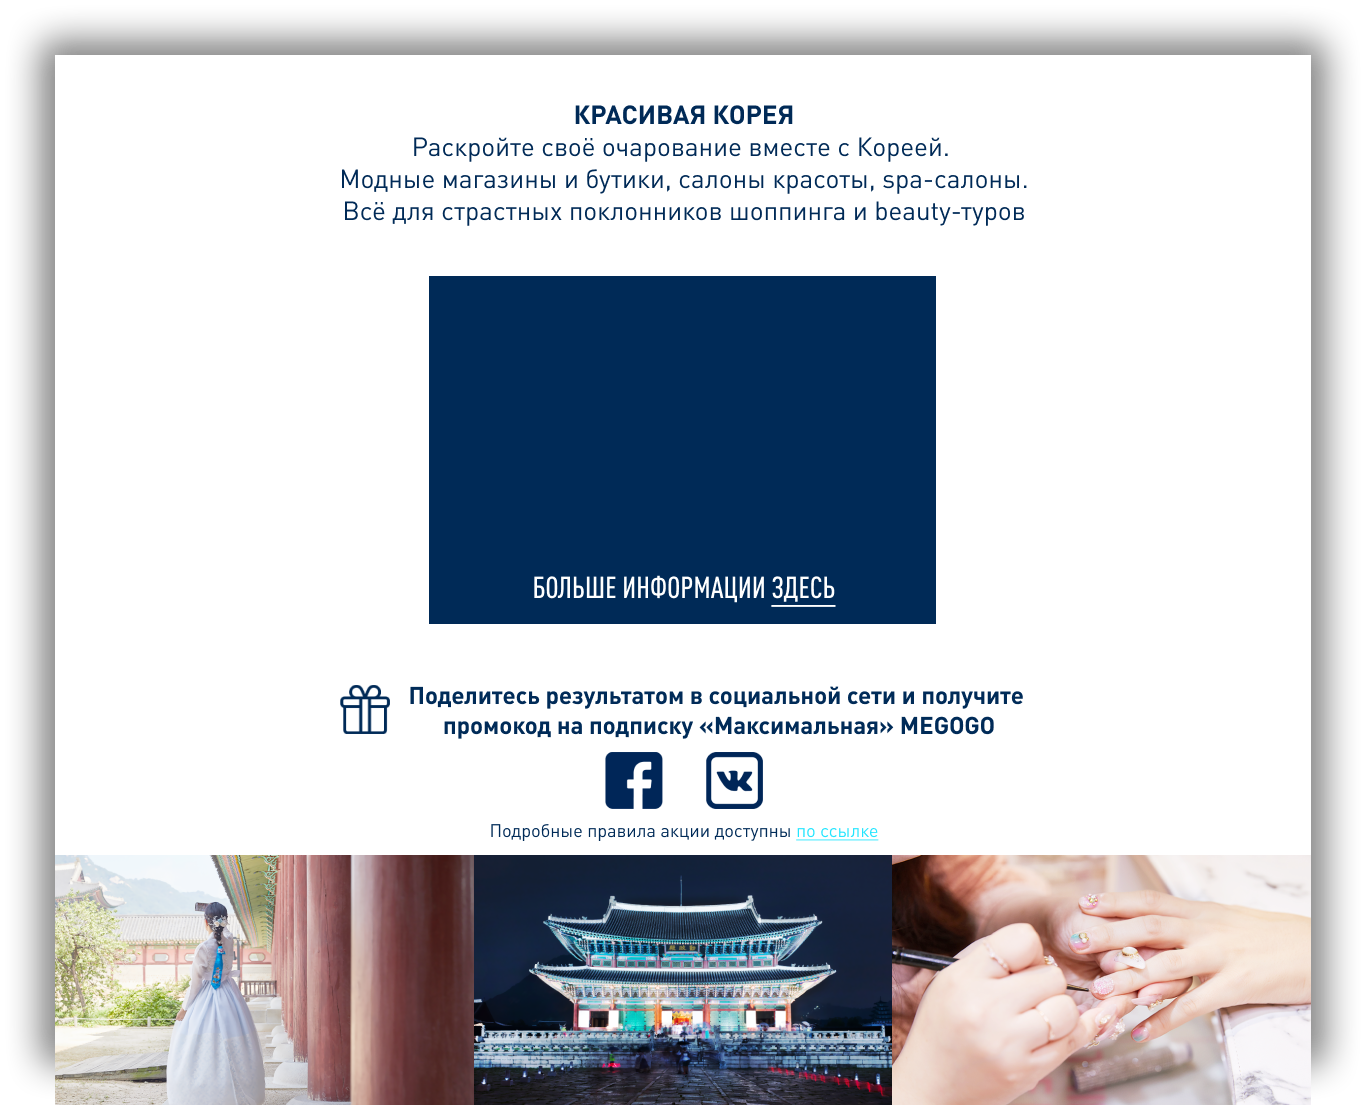 КРАСИВАЯ КОРЕЯ
Раскройте своё очарование вместе с Кореей.
Модные магазины и бутики, салоны красоты, spa-салоны.
Всё для страстных поклонников шоппинга и beauty-туров
БОЛЬШЕ ИНФОРМАЦИИ ЗДЕСЬ
Поделитесь результатом в социальной сети и получите
промокод на подписку «Максимальная» MEGOGO
Подробные правила акции доступны по ссылке